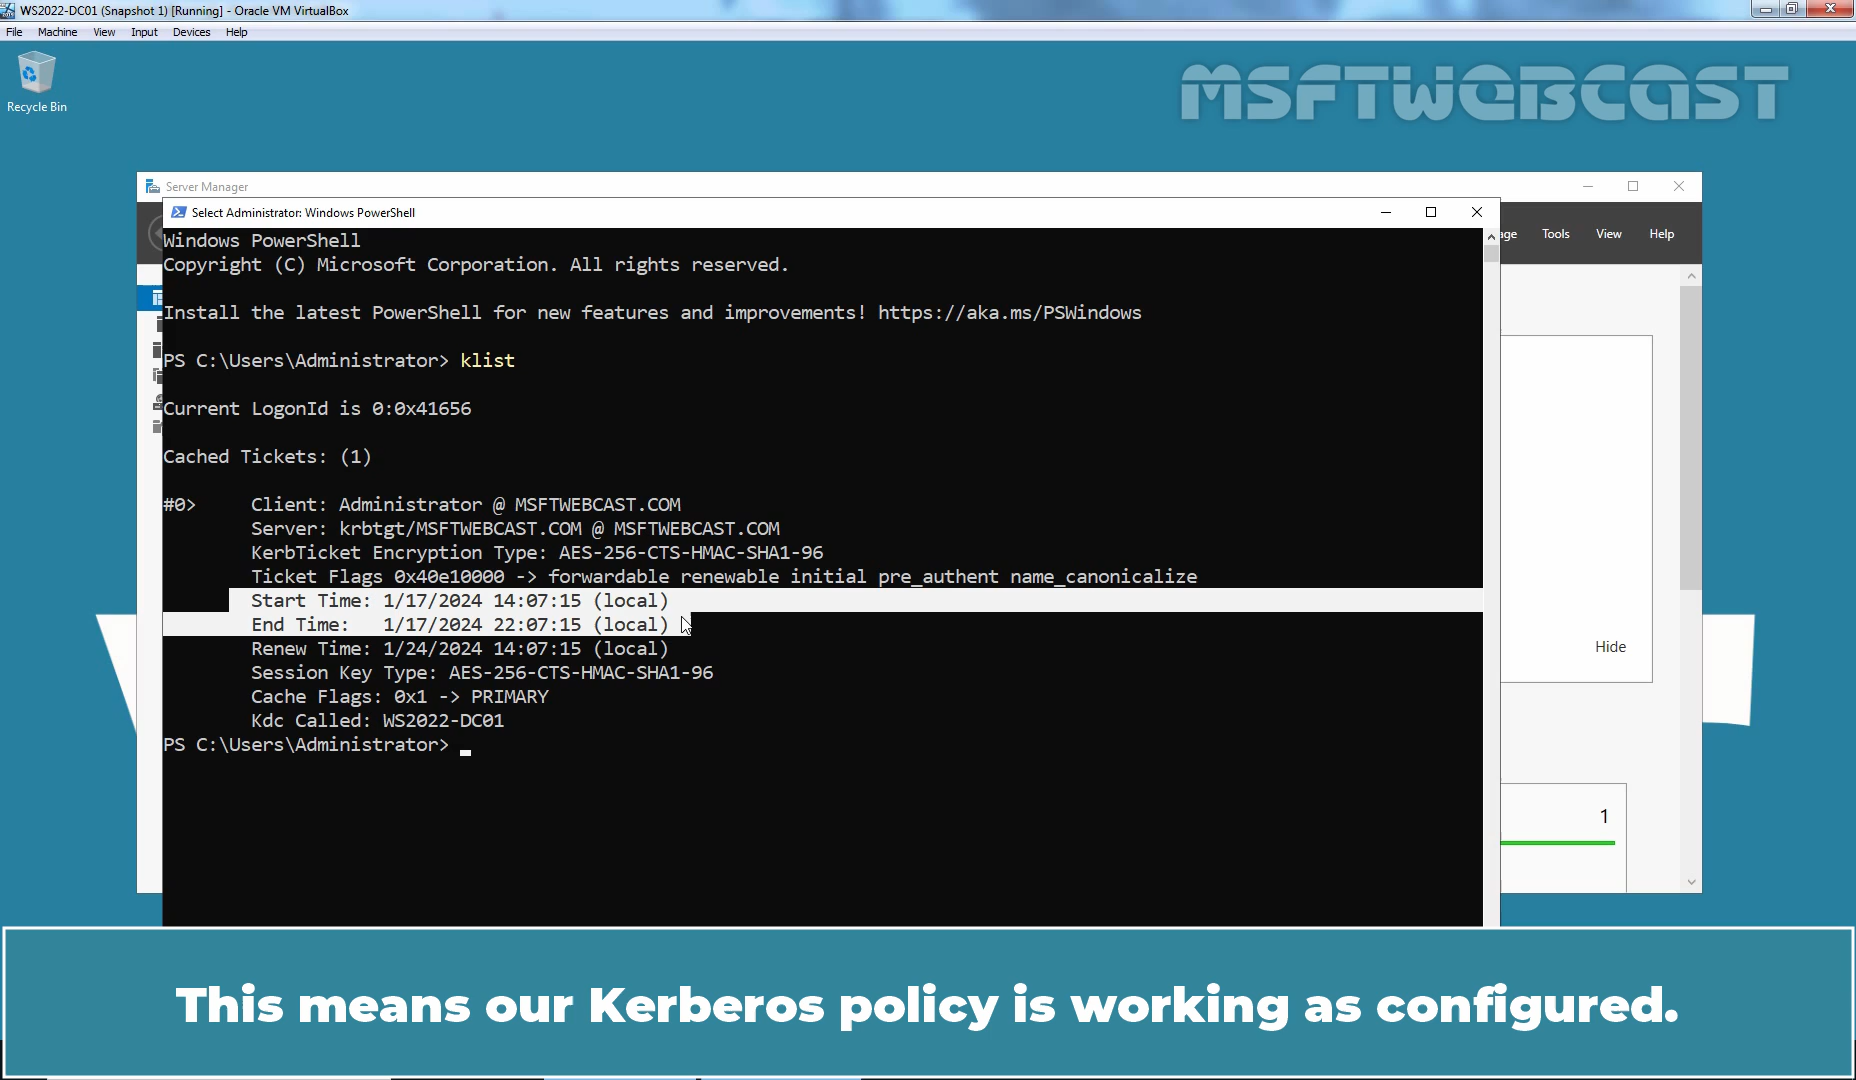 WS2022-DC01 (Snapshot 1) [Running] - Oracle VM VirtualBox
File Machine View Input Devices Help
Recycle Bin
MSFTWEBCAST
Server Manager
Select Administrator: Windows PowerShell
age Tools View Help
Windows PowerShell
Copyright (C) Microsoft Corporation. All rights reserved.
Install the latest PowerShell for new features and improvements! https://aka.ms/PSWindows
PS C:\Users\Administrator> klist
Current LogonId is 0:0x41656
Cached Tickets: (1)
#0> Client: Administrator @ MSFTWEBCAST.COM
Server: krbtgt/MSFTWEBCAST.COM @ MSFTWEBCAST.COM
KerbTicket Encryption Type: AES-256-CTS-HMAC-SHA1-96
Ticket Flags 0x40e10000 -> forwardable renewable initial pre_authent name_canonicalize
Start Time: 1/17/2024 14:07:15 (local)
End Time: 1/17/2024 22:07:15 (local)
Renew Time: 1/24/2024 14:07:15 (local)
Hide
Session Key Type: AES-256-CTS-HMAC-SHA1-96
Cache Flags: 0x1 -> PRIMARY
Kdc Called: WS2022-DC01
PS C:\Users\Administrator>
1
This means our Kerberos policy is working as configured.